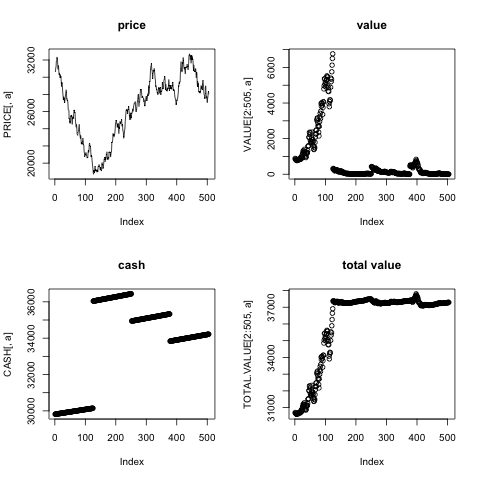 price
PRICE[, a]
20000 26000 32000
0 100 200 300 400 500
Index
value
VALUE[2:505, a]
0 2000 4000 6000
0 100 200 300 400 500
Index
cash
CASH[, a]
30000 32000 34000 36000
0 100 200 300 400 500
Index
total value
TOTAL.VALUE[2:505, a]
31000 34000 37000
0 100 200 300 400 500
Index